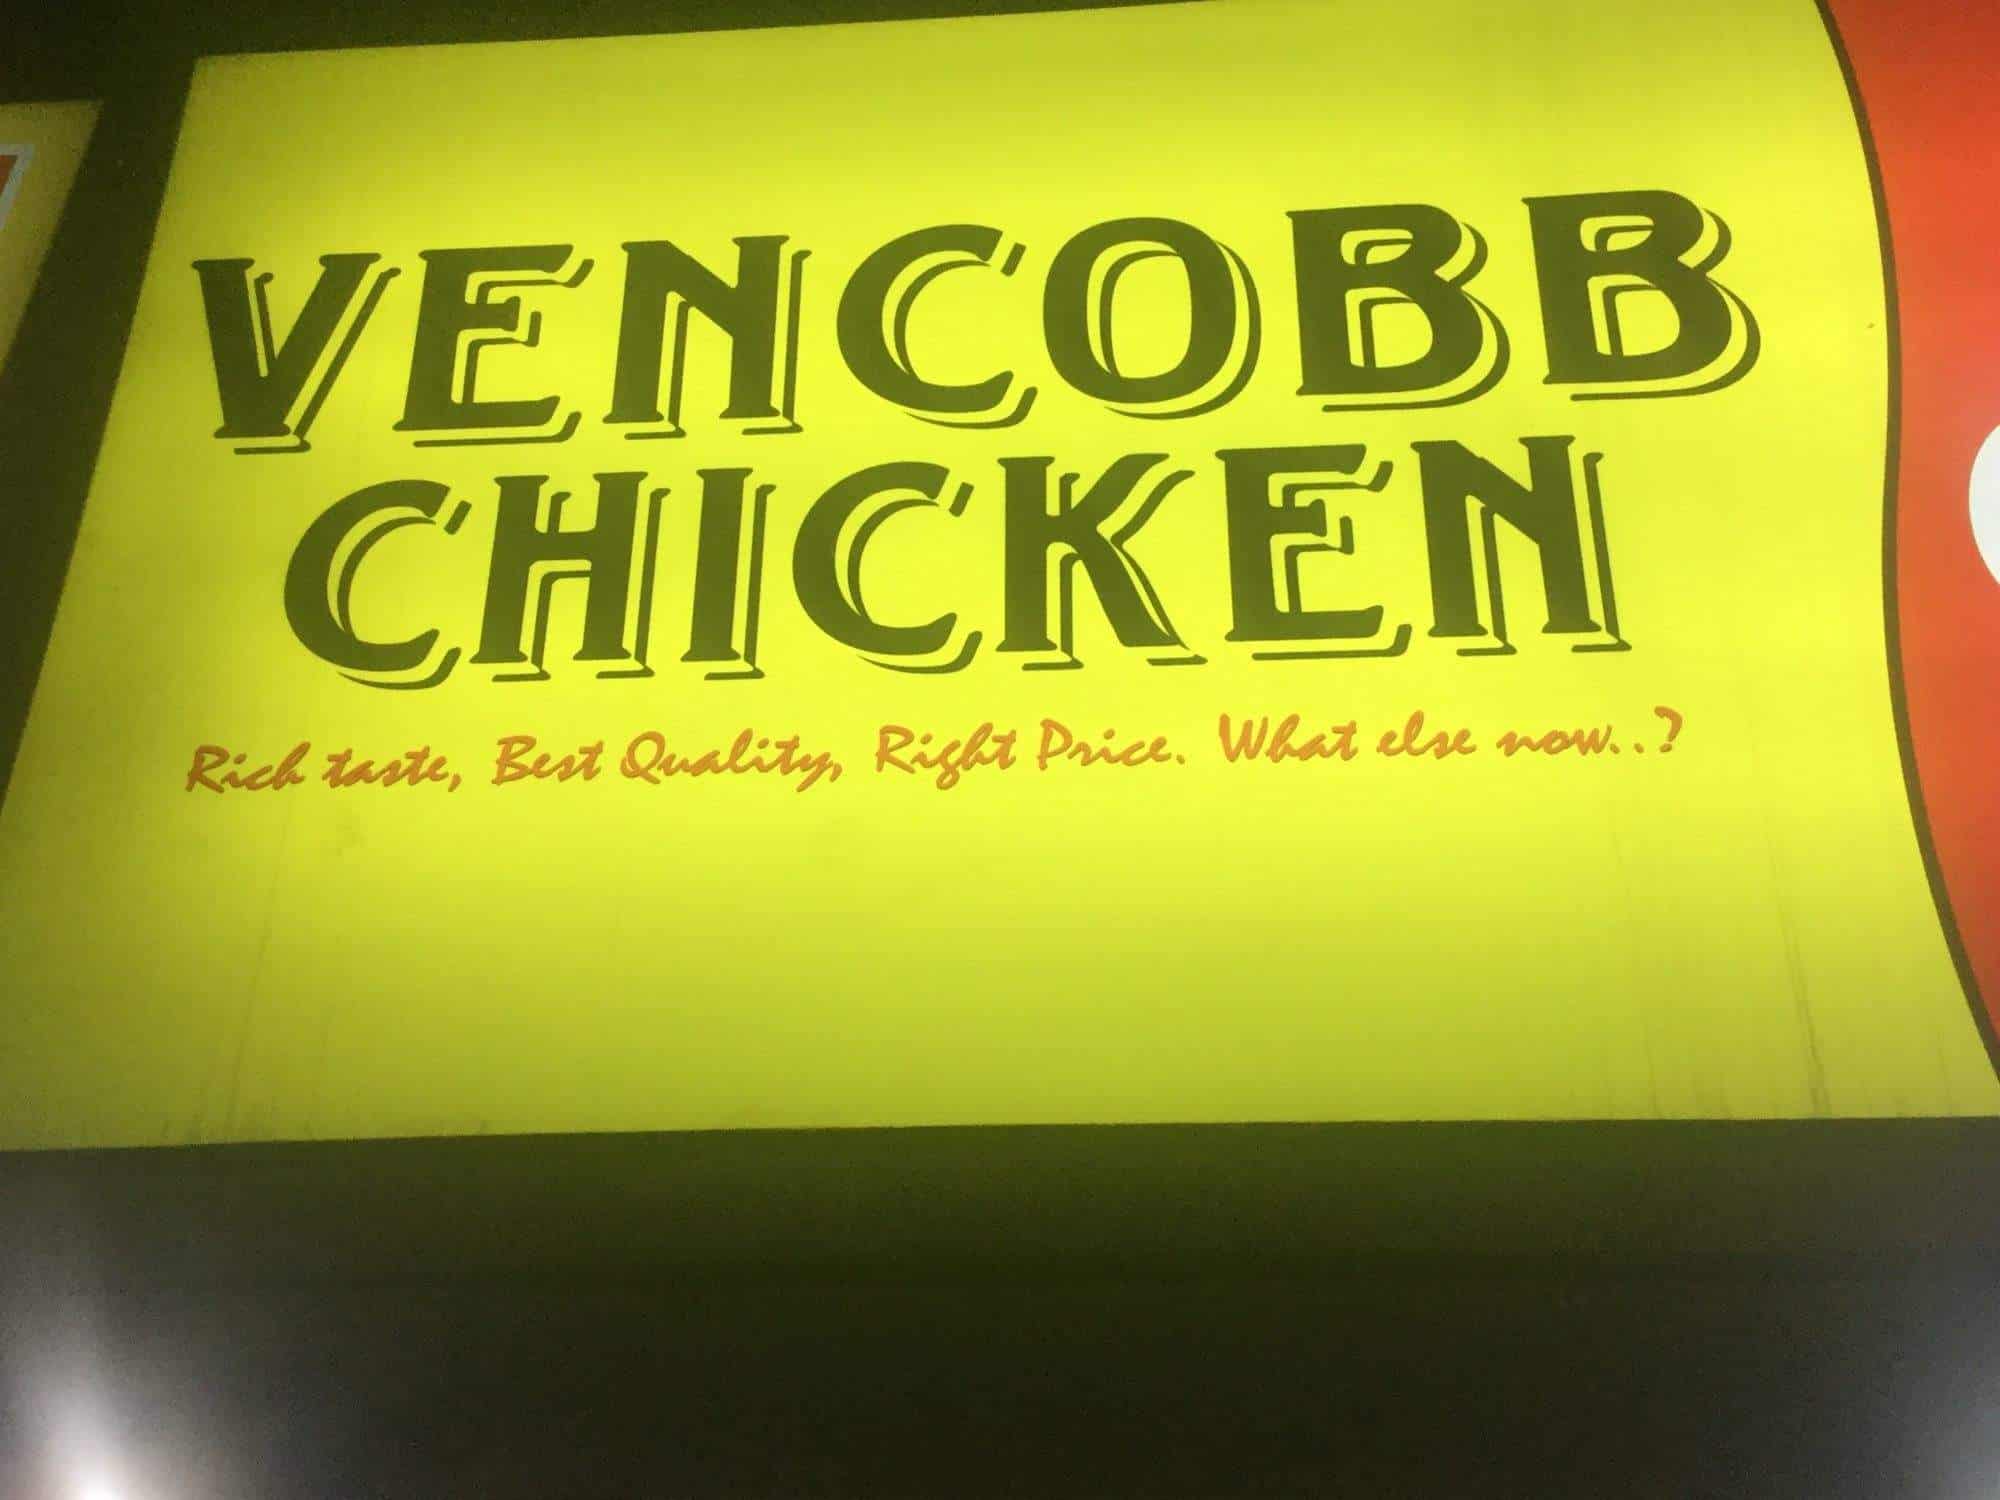 VENCOBB
CHICKEN
Rich taste, Best Quality, Right Price. What else now..?